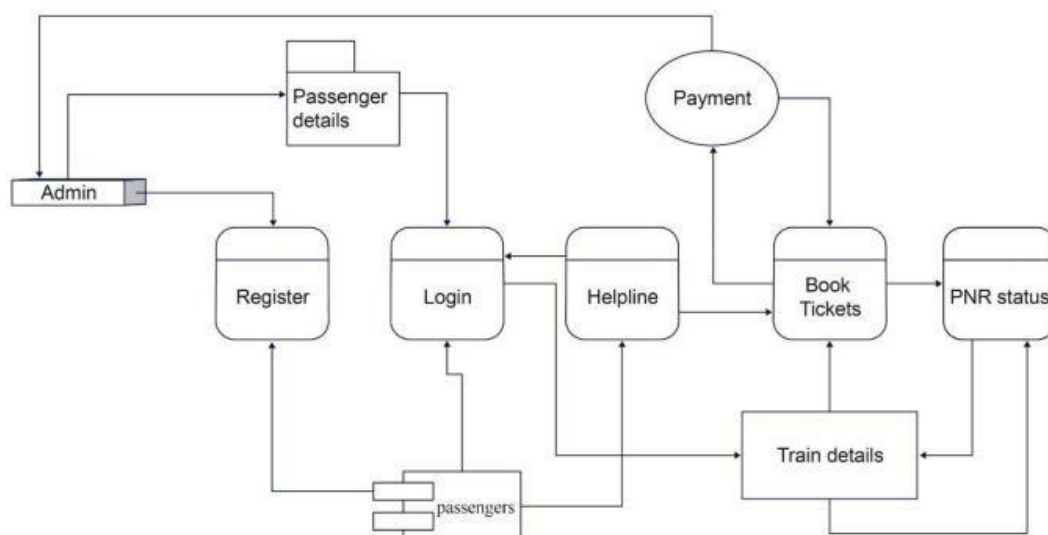 Passenger
details
Payment
Admin
Register
Login
Helpline
Book
Tickets
PNR status
Train details
passengers